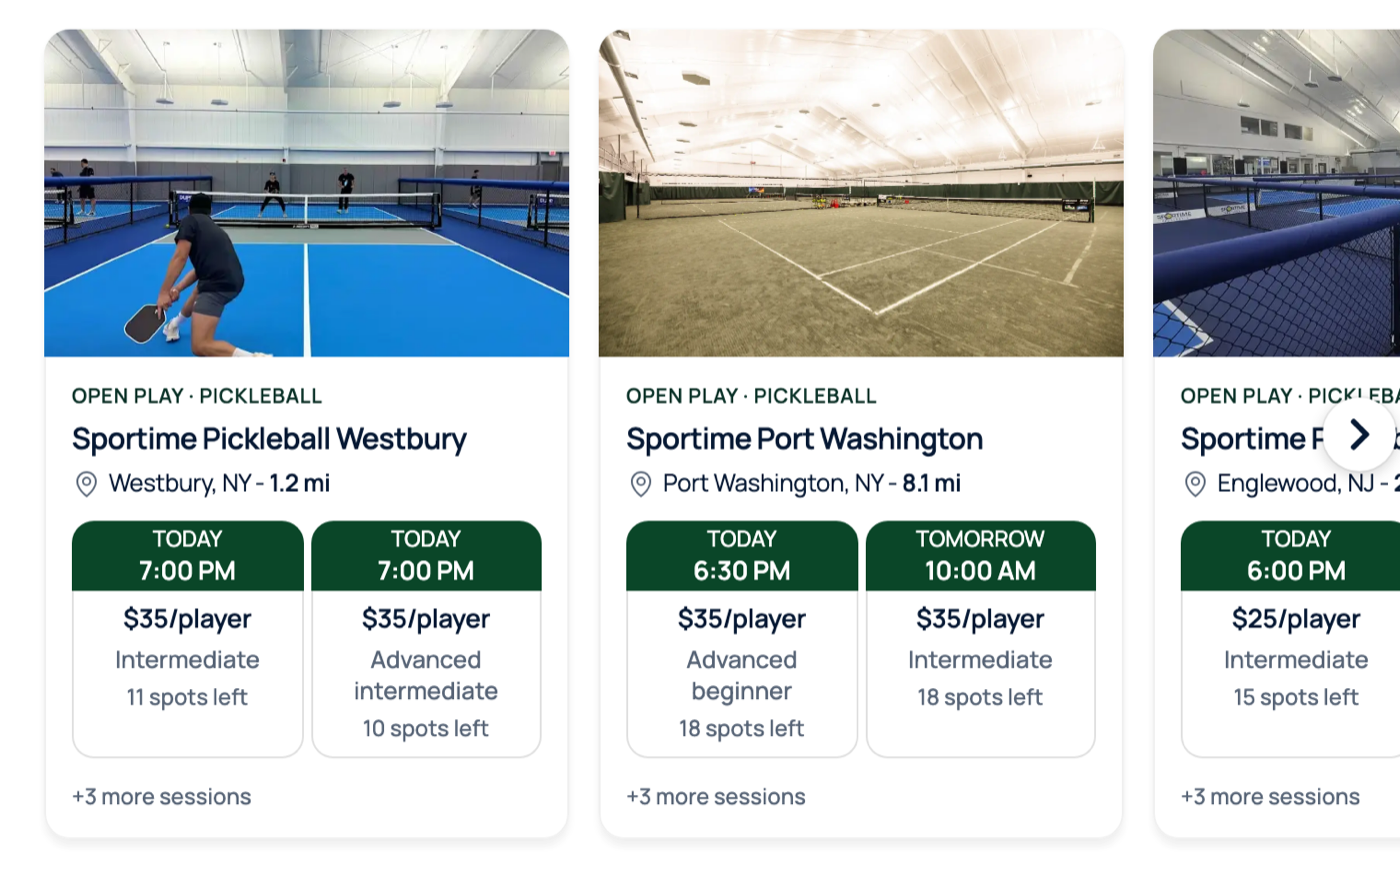 OPEN PLAY · PICKLEBALL
Sportime Pickleball Westbury
Westbury, NY - 1.2 mi
TODAY
7:00 PM
$35/player
Intermediate
11 spots left
TODAY
7:00 PM
$35/player
Advanced
intermediate
10 spots left
+3 more sessions
OPEN PLAY · PICKLEBALL
Sportime Port Washington
Port Washington, NY - 8.1 mi
TODAY
6:30 PM
$35/player
Advanced
beginner
18 spots left
TOMORROW
10:00 AM
$35/player
Intermediate
18 spots left
+3 more sessions
SPORTIME
SPORTIME
OPEN PLAY ·
Sportime
Englewood, NJ -
TODAY
6:00 PM
$25/player
Intermediate
15 spots left
+3 more sessions